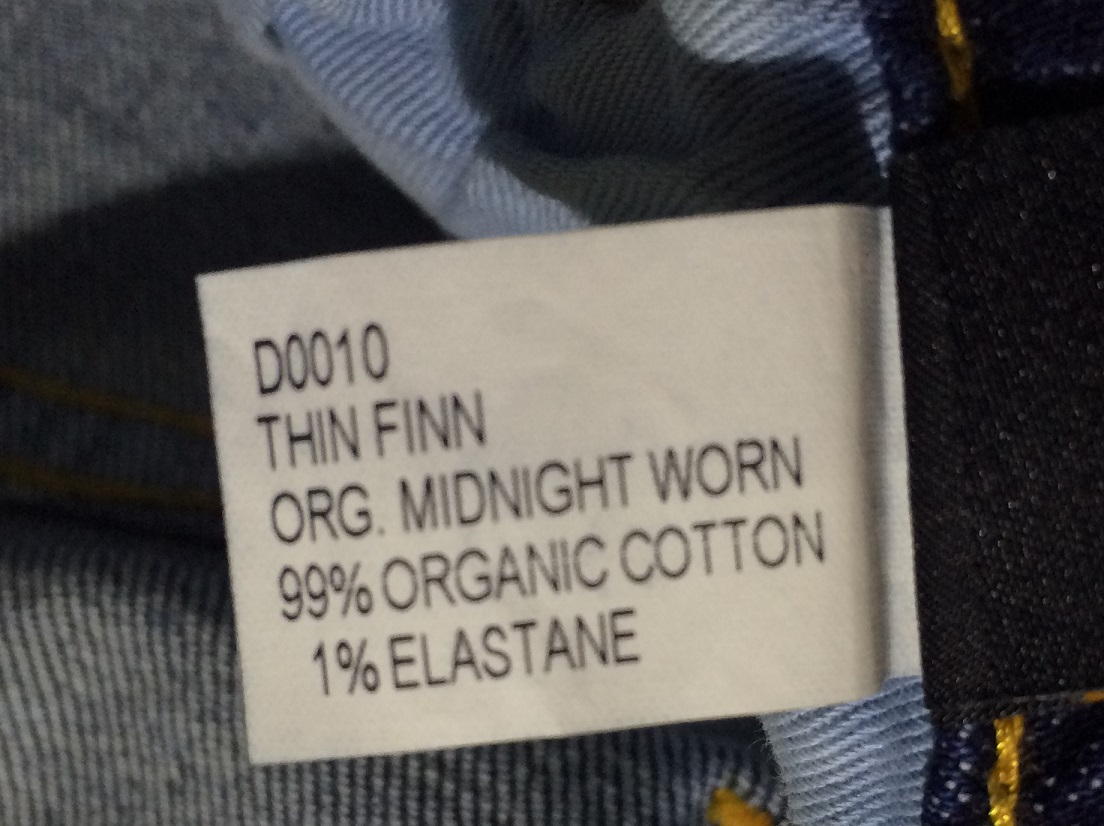 D0010
THIN FINN
ORG. MIDNIGHT WORN
99% ORGANIC COTTON
1% ELASTANE